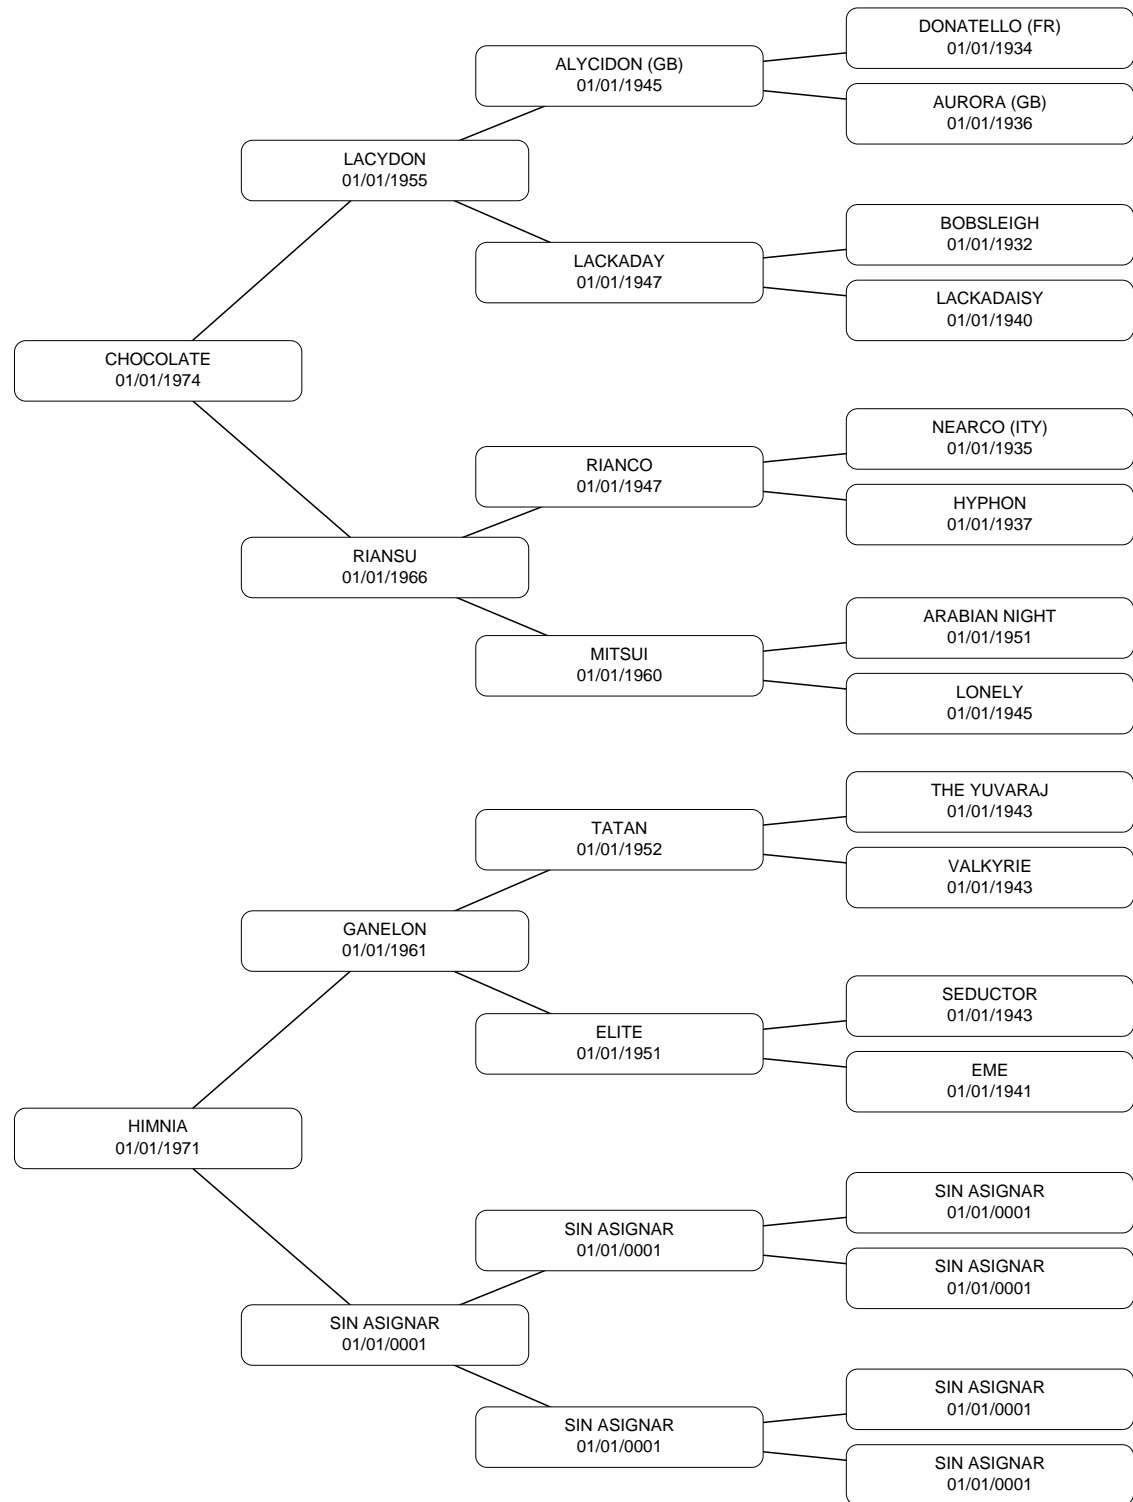 DONATELLO (FR)
01/01/1934
ALYCIDON (GB)
01/01/1945
AURORA (GB)
01/01/1936
LACYDON
01/01/1955
BOBSLEIGH
01/01/1932
LACKADAY
01/01/1947
LACKADAISY
01/01/1940
CHOCOLATE
01/01/1974
NEARCO (ITY)
01/01/1935
RIANCO
01/01/1947
HYPHON
01/01/1937
RIANSU
01/01/1966
ARABIAN NIGHT
01/01/1951
MITSUI
01/01/1960
LONELY
01/01/1945
THE YUVARAJ
01/01/1943
TATAN
01/01/1952
VALKYRIE
01/01/1943
GANELON
01/01/1961
SEDUCTOR
01/01/1943
ELITE
01/01/1951
EME
01/01/1941
HIMNIA
01/01/1971
SIN ASIGNAR
01/01/0001
SIN ASIGNAR
01/01/0001
SIN ASIGNAR
01/01/0001
SIN ASIGNAR
01/01/0001
SIN ASIGNAR
01/01/0001
SIN ASIGNAR
01/01/0001
SIN ASIGNAR
01/01/0001